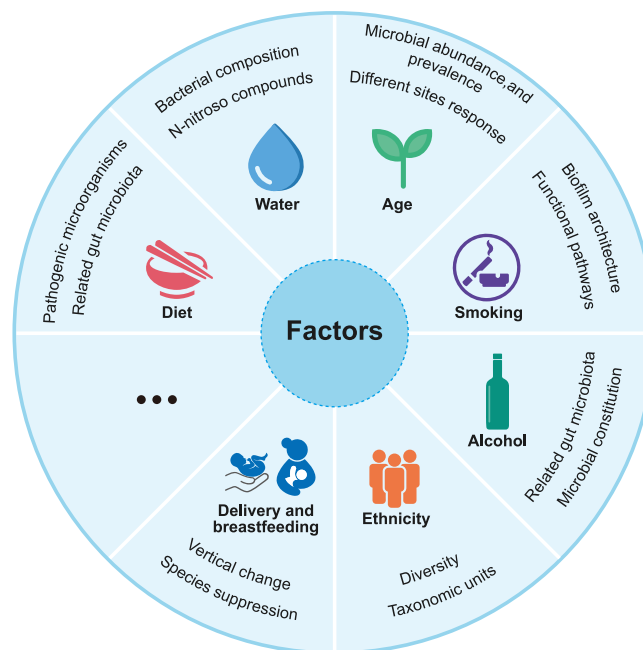 Microbial abundance,and
prevalence
Different sites response
Age
Biofilm architecture
Functional pathways
Smoking
Related gut microbiota
Microbial constitution
Alcohol
Diversity
Taxonomic units
Ethnicity
Delivery and
breastfeeding
Vertical change
Species suppression
•••
Pathogenic microorganisms
Related gut microbiota
Diet
Bacterial composition
N-nitroso compounds
Water
Factors